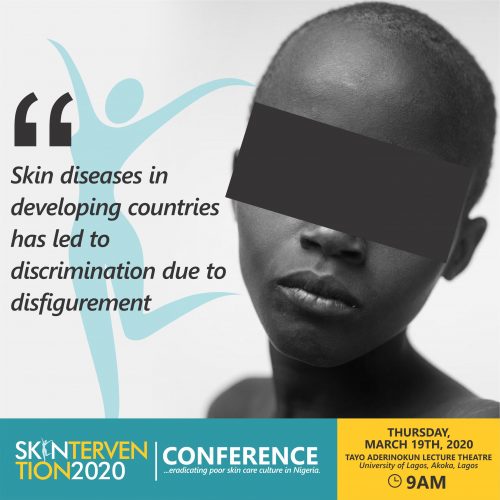 “
Skin diseases in
developing countries
has led to
discrimination due to
disfigurement
SKINTERVEN
TION2020
CONFERENCE
...eradicating poor skin care culture in Nigeria.
THURSDAY,
MARCH 19TH, 2020
TAYO ADERINOKUN LECTURE THEATRE
University of Lagos, Akoka, Lagos
9AM